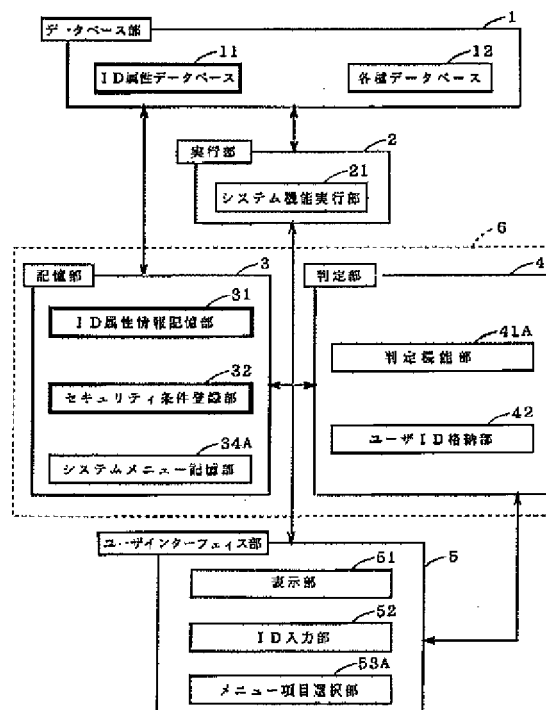 データベース部
1
11
12
ID属性データベース
各種データベース
実行部
2
21
システム機能実行部
6
記憶部
3
判定部
4
31
ID属性情報記憶部
41A
判定機能部
32
セキュリティ条件登録部
42
ユーザID格納部
34A
システムメニュー記憶部
ユーザインターフェイス部
5
51
表示部
52
ID入力部
53A
メニュー項目選択部